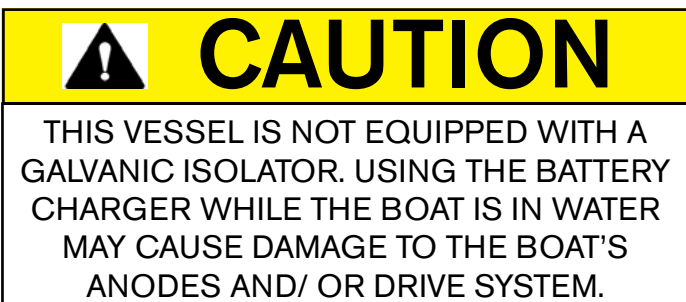 CAUTION
THIS VESSEL IS NOT EQUIPPED WITH A
GALVANIC ISOLATOR. USING THE BATTERY
CHARGER WHILE THE BOAT IS IN WATER
MAY CAUSE DAMAGE TO THE BOAT'S
ANODES AND/ OR DRIVE SYSTEM.